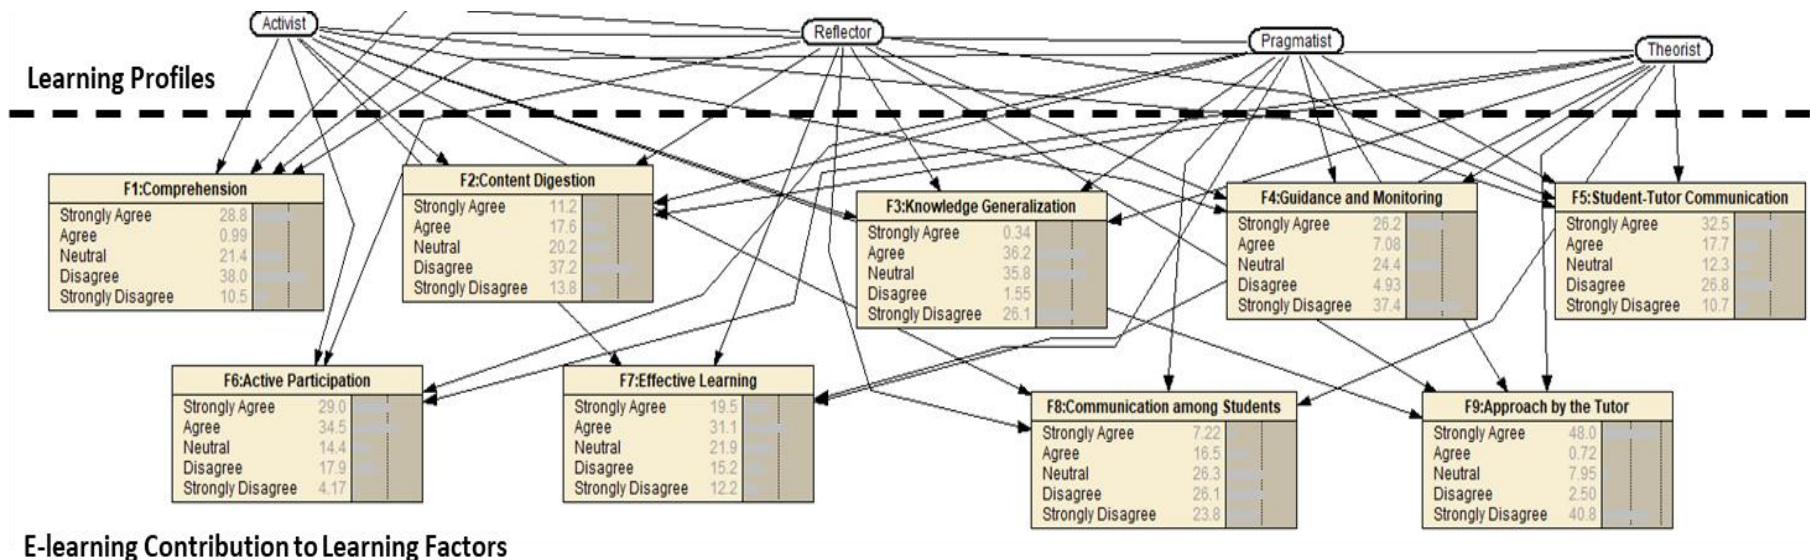 Activist
Reflector
Pragmatist
Theorist
Learning Profiles
F1:Comprehension
Strongly Agree 28.8
Agree 0.99
Neutral 21.4
Disagree 38.0
Strongly Disagree 10.5
F2:Content Digestion
Strongly Agree 11.2
Agree 17.6
Neutral 20.2
Disagree 37.2
Strongly Disagree 13.8
F3:Knowledge Generalization
Strongly Agree 0.34
Agree 36.2
Neutral 35.8
Disagree 1.55
Strongly Disagree 26.1
F4:Guidance and Monitoring
Strongly Agree 26.2
Agree 7.08
Neutral 24.4
Disagree 4.93
Strongly Disagree 37.4
F5:Student-Tutor Communication
Strongly Agree 32.5
Agree 17.7
Neutral 12.3
Disagree 26.8
Strongly Disagree 10.7
F6:Active Participation
Strongly Agree 29.0
Agree 34.5
Neutral 14.4
Disagree 17.9
Strongly Disagree 4.17
F7:Effective Learning
Strongly Agree 19.5
Agree 31.1
Neutral 21.9
Disagree 15.2
Strongly Disagree 12.2
F8:Communication among Students
Strongly Agree 7.22
Agree 16.5
Neutral 26.3
Disagree 26.1
Strongly Disagree 23.8
F9:Approach by the Tutor
Strongly Agree 48.0
Agree 0.72
Neutral 7.95
Disagree 2.50
Strongly Disagree 40.8
E-learning Contribution to Learning Factors